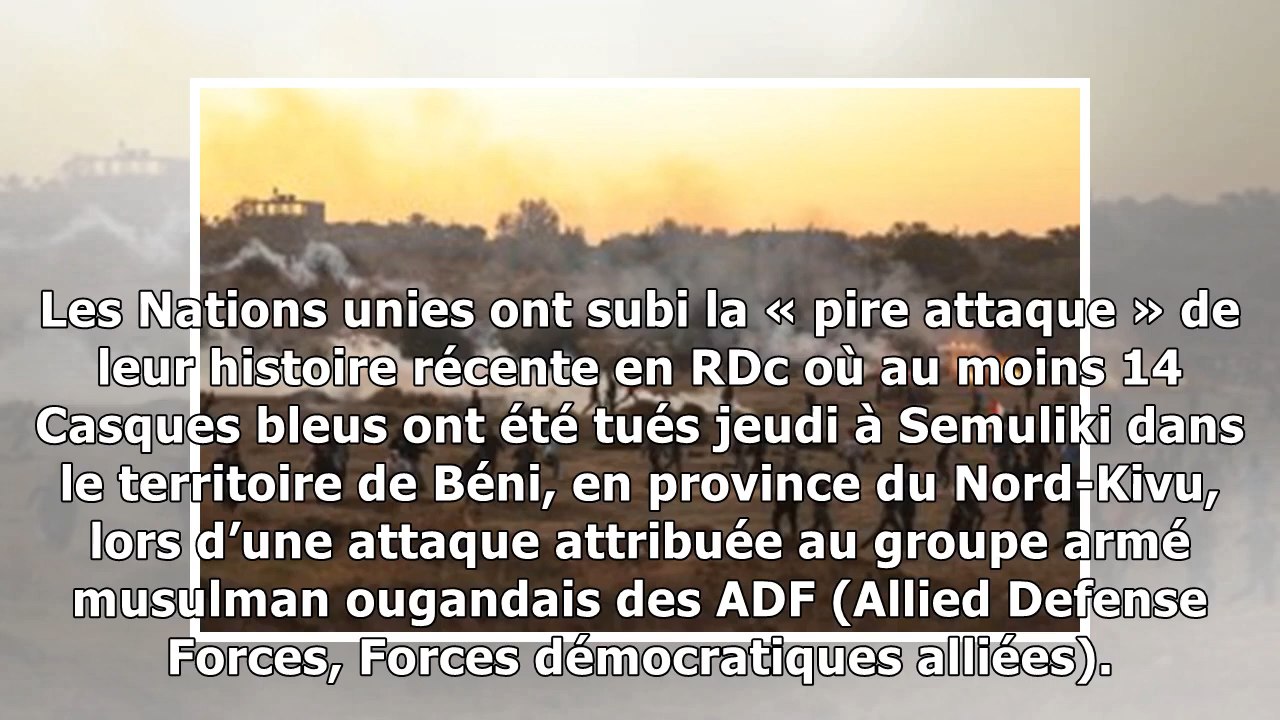 Les Nations unies ont subi la « pire attaque » de
leur histoire récente en RDc où au moins 14
Casques bleus ont été tués jeudi à Semuliki dans
le territoire de Béni, en province du Nord-Kivu,
lors d’une attaque attribuée au groupe armé
musulman ougandais des ADF (Allied Defense
Forces, Forces démocratiques alliées).